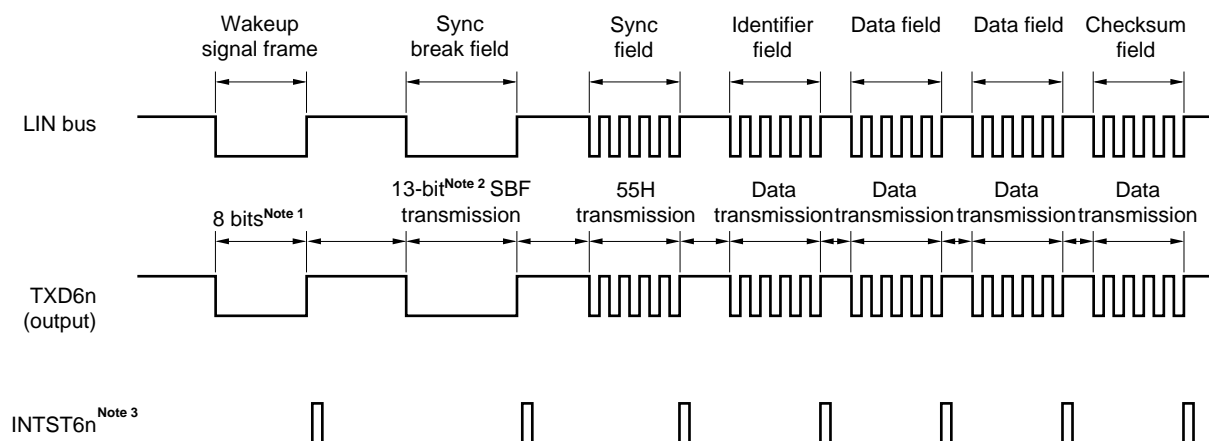 Wakeup
signal frame
Sync
break field
Sync
field
Identifier
field
Data field
Data field
Checksum
field
LIN bus
8 bitsNote 1
13-bitNote 2 SBF
transmission
55H
transmission
Data
transmission
Data
transmission
Data
transmission
Data
transmission
TXD6n
(output)
INTST6nNote 3